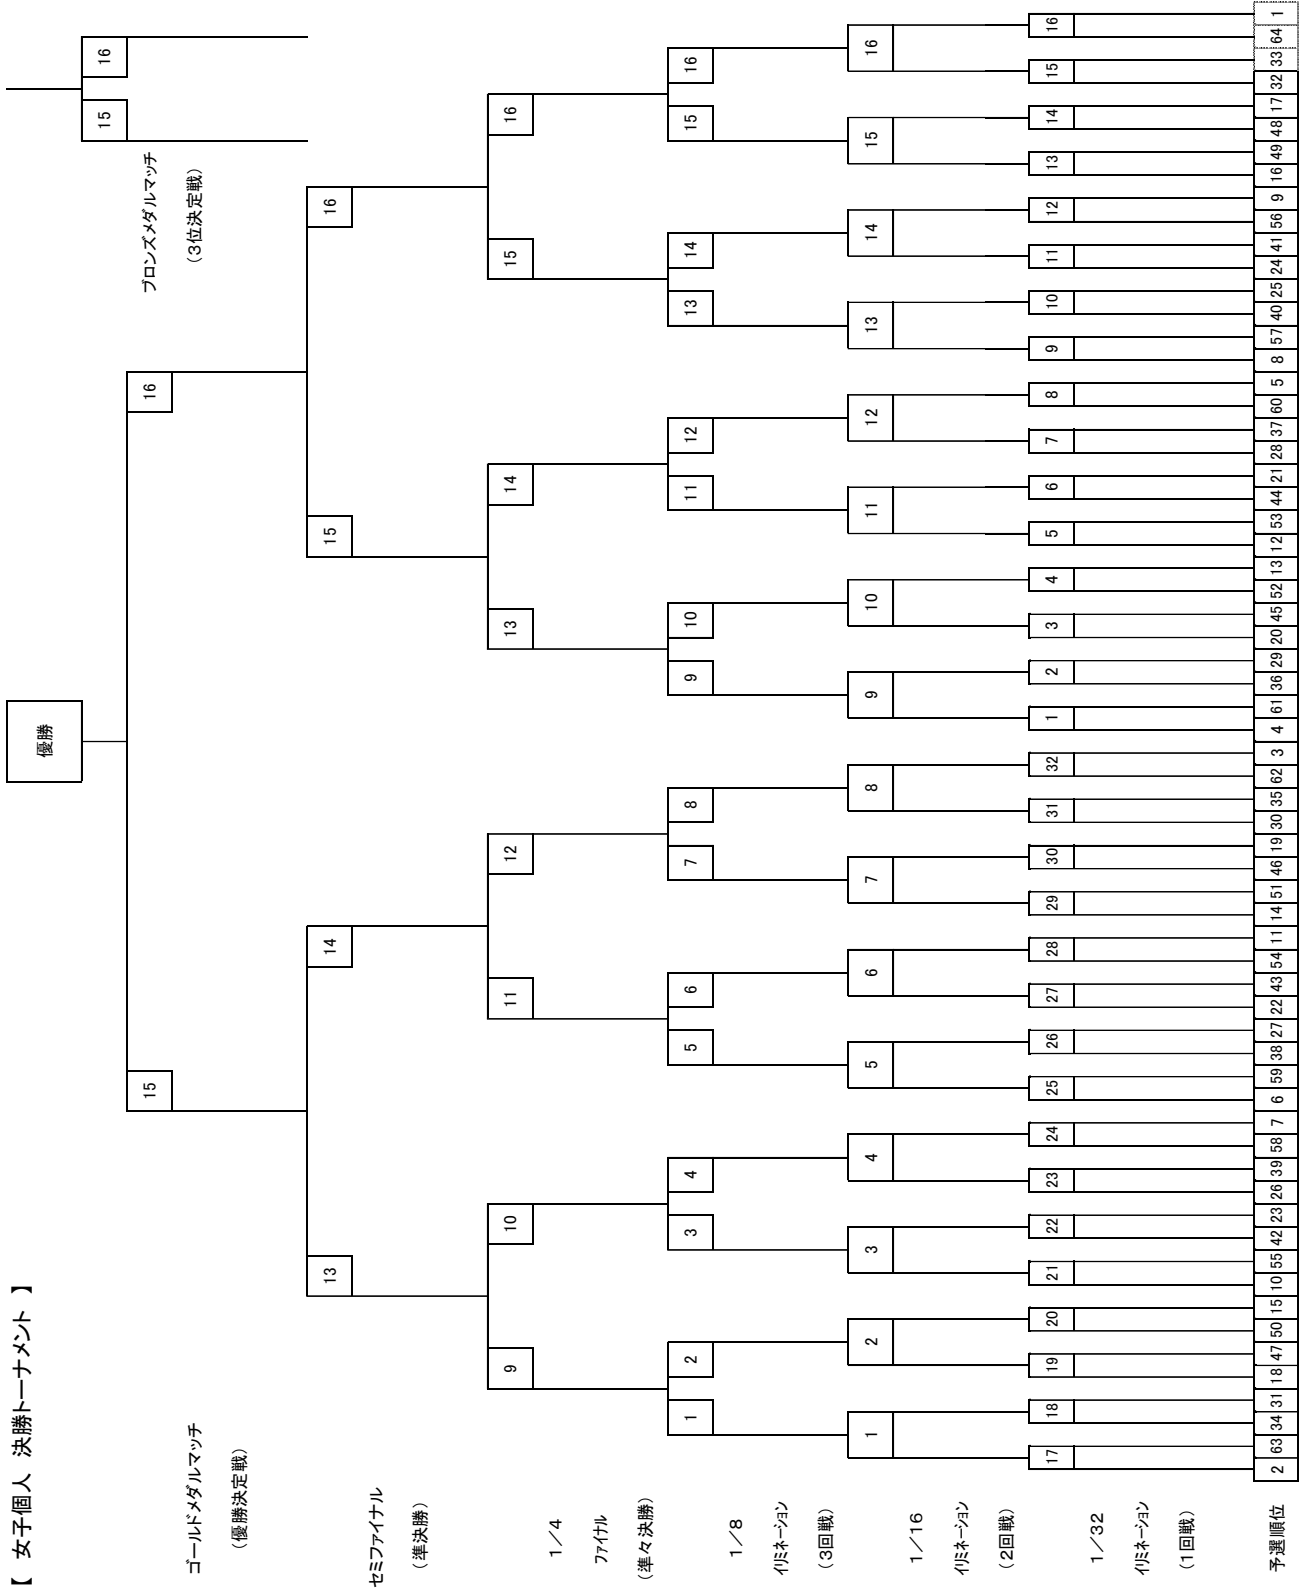 【 女子個人 決勝トーナメント 】
優勝
15 16
15 16 ブロンズメダルマッチ
ゴールドメダルマッチ （3位決定戦）
（優勝決定戦）
13 14 15 16
セミファイナル
（準決勝）
9 10 11 12 13 14 15 16
1／4
ファイナル
（準々決勝）
1 2 3 4 5 6 7 8 9 10 11 12 13 14 15 16
1／8
イリミネーション
（3回戦）
1 2 3 4 5 6 7 8 9 10 11 12 13 14 15 16
1／16
イリミネーション
（2回戦）
17 18 19 20 21 22 23 24 25 26 27 28 29 30 31 32 1 2 3 4 5 6 7 8 9 10 11 12 13 14 15 16
1／32
イリミネーション
（1回戦）
予選順位 2 63 34 31 18 47 50 15 10 55 42 23 26 39 58 7 6 59 38 27 22 43 54 11 14 51 46 19 30 35 62 3 4 61 36 29 20 45 52 13 12 53 44 21 28 37 60 5 8 57 40 25 24 41 56 9 16 49 48 17 32 33 64 1